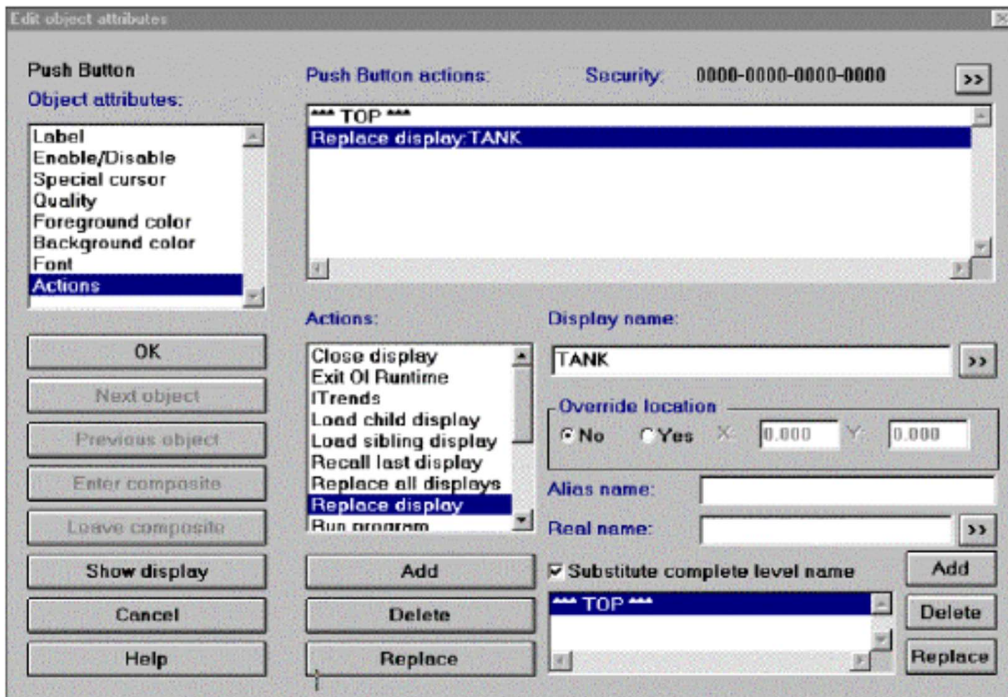 Edit object attributes
Push Button
Object attributes:
Label
Enable/Disable
Special cursor
Quality
Foreground color
Background color
Font
Actions
OK
Next object
Previous object
Enter composite
Leave composite
Show display
Cancel
Help
Push Button actions:
Security: 0000-0000-0000-0000
>>
*** TOP ***
Replace display:TANK
Actions:
Close display
Exit OI Runtime
ITrends
Load child display
Load sibling display
Recall last display
Replace all displays
Replace display
Run program
Add
Delete
Replace
Display name:
TANK
>>
Override location
No Yes X: 0.000 Y: 0.000
Alias name:
Real name:
>>
Substitute complete level name
*** TOP ***
Add
Delete
Replace